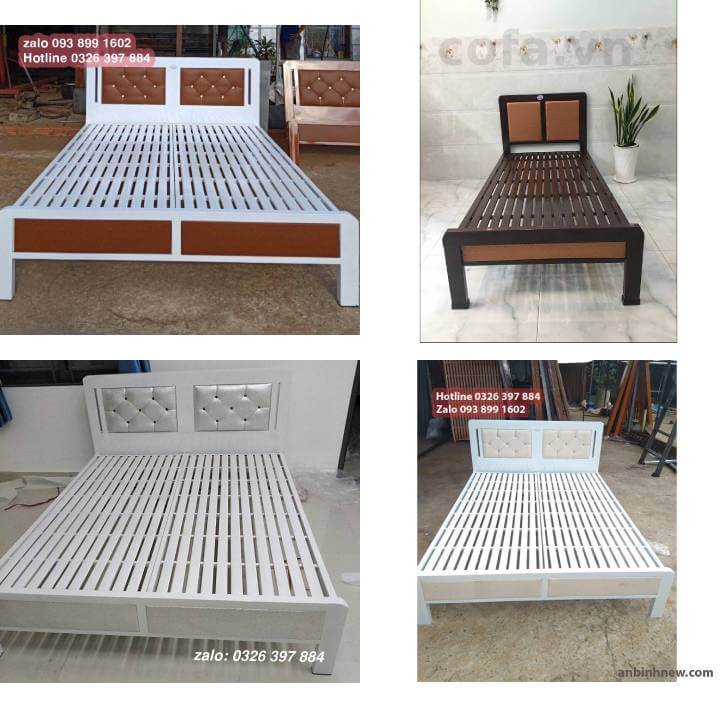 zalo 093 899 1602
Hotline 0326 397 884
cofa.vn
Hotline 0326 397 884
Zalo 093 899 1602
zalo: 0326 397 884
anbinhnew.com